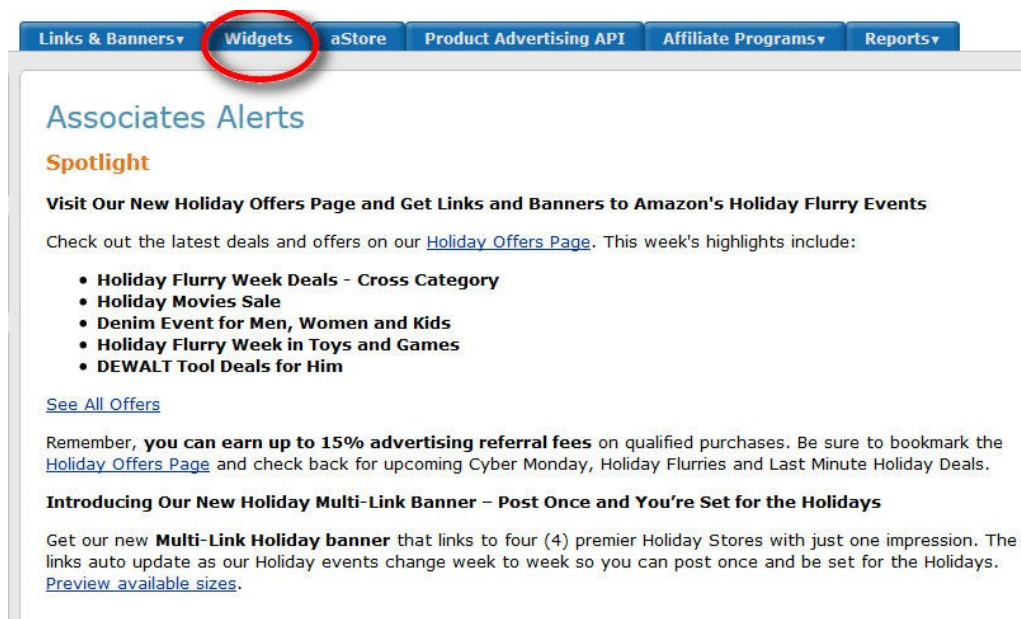 Links & Banners▾ Widgets aStore Product Advertising API Affiliate Programs▾ Reports▾
Associates Alerts
Spotlight
Visit Our New Holiday Offers Page and Get Links and Banners to Amazon's Holiday Flurry Events
Check out the latest deals and offers on our Holiday Offers Page. This week's highlights include:
• Holiday Flurry Week Deals - Cross Category
• Holiday Movies Sale
• Denim Event for Men, Women and Kids
• Holiday Flurry Week in Toys and Games
• DEWALT Tool Deals for Him
See All Offers
Remember, you can earn up to 15% advertising referral fees on qualified purchases. Be sure to bookmark the
Holiday Offers Page and check back for upcoming Cyber Monday, Holiday Flurries and Last Minute Holiday Deals.
Introducing Our New Holiday Multi-Link Banner – Post Once and You’re Set for the Holidays
Get our new Multi-Link Holiday banner that links to four (4) premier Holiday Stores with just one impression. The
links auto update as our Holiday events change week to week so you can post once and be set for the Holidays.
Preview available sizes.